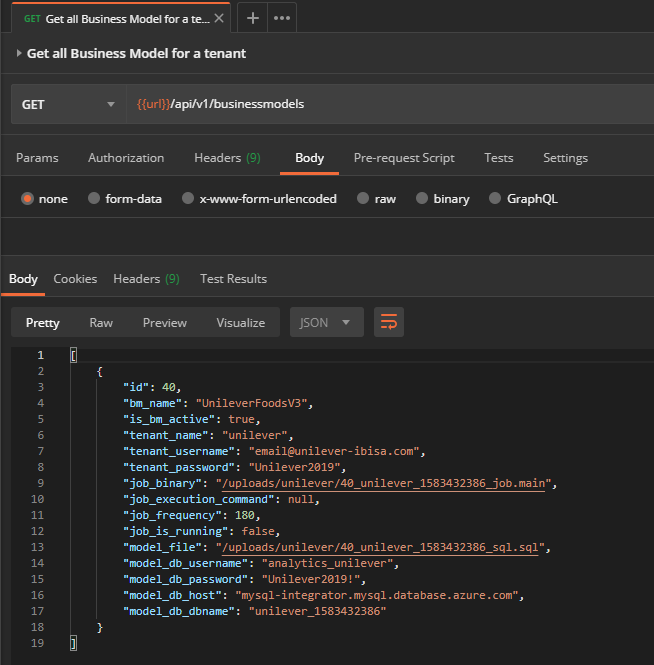 GET Get all Business Model for a te...
Get all Business Model for a tenant
GET {{url}}/api/v1/businessmodels
Params Authorization Headers (9) Body Pre-request Script Tests Settings
none form-data x-www-form-urlencoded raw binary GraphQL
Body Cookies Headers (9) Test Results
Pretty Raw Preview Visualize JSON
1 [
2 {
3 "id": 40,
4 "bm_name": "UnileverFoodsV3",
5 "is_bm_active": true,
6 "tenant_name": "unilever",
7 "tenant_username": "email@unilever-ibisa.com",
8 "tenant_password": "Unilever2019",
9 "job_binary": "/uploads/unilever/40_unilever_1583432386_job.main",
10 "job_execution_command": null,
11 "job_frequency": 180,
12 "job_is_running": false,
13 "model_file": "/uploads/unilever/40_unilever_1583432386_sql.sql",
14 "model_db_username": "analytics_unilever",
15 "model_db_password": "Unilever2019!",
16 "model_db_host": "mysql-integrator.mysql.database.azure.com",
17 "model_db_dbname": "unilever_1583432386"
18 }
19 ]